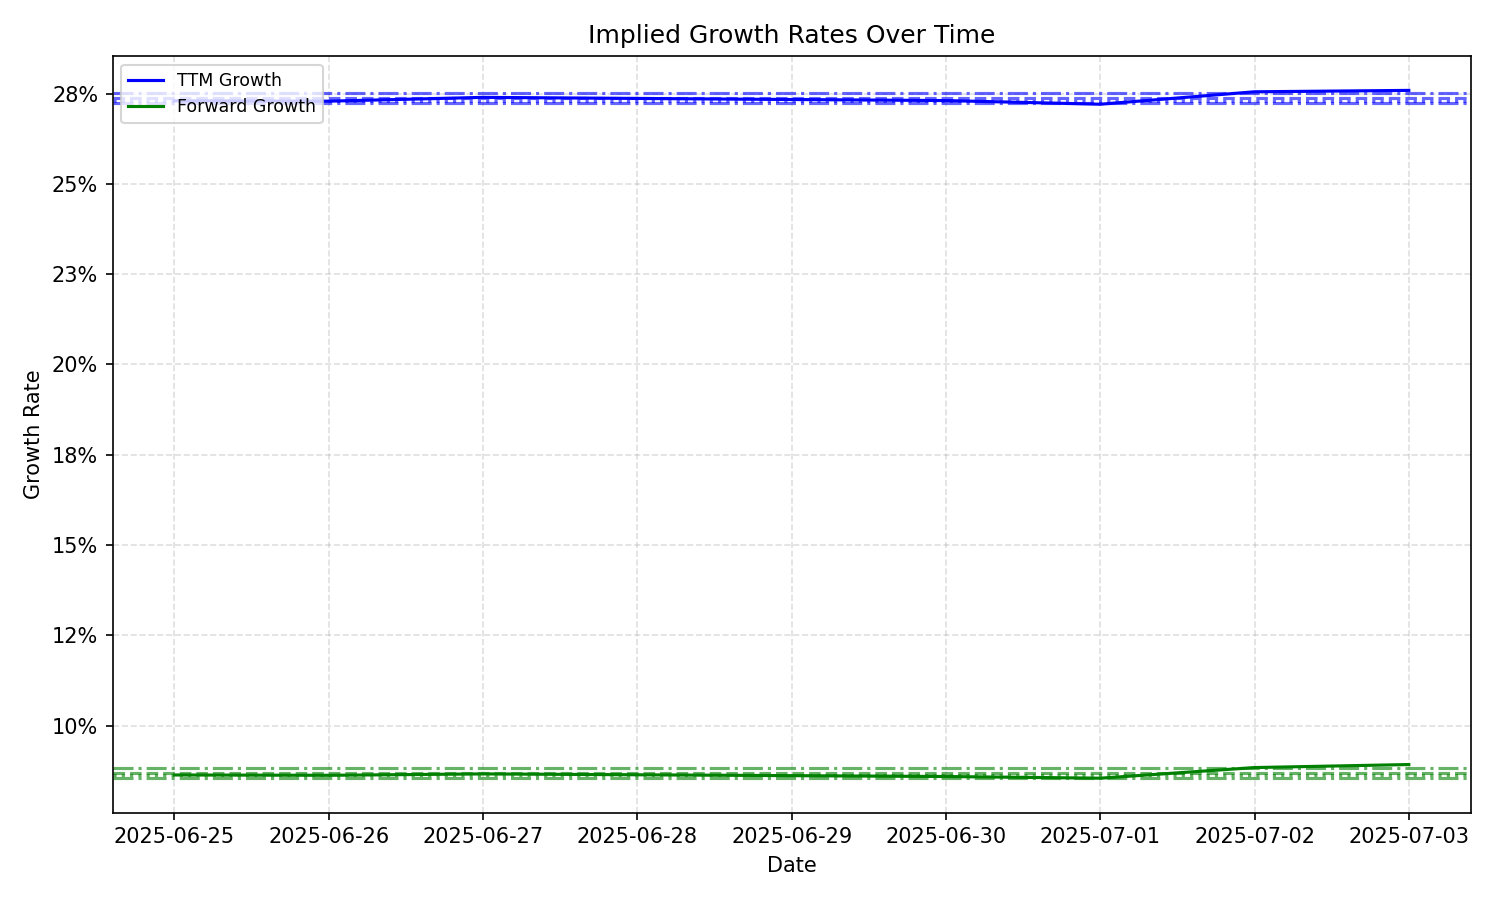 Implied Growth Rates Over Time
TTM Growth
Forward Growth
28%
25%
23%
20%
18%
15%
12%
10%
Growth Rate
2025-06-25 2025-06-26 2025-06-27 2025-06-28 2025-06-29 2025-06-30 2025-07-01 2025-07-02 2025-07-03
Date